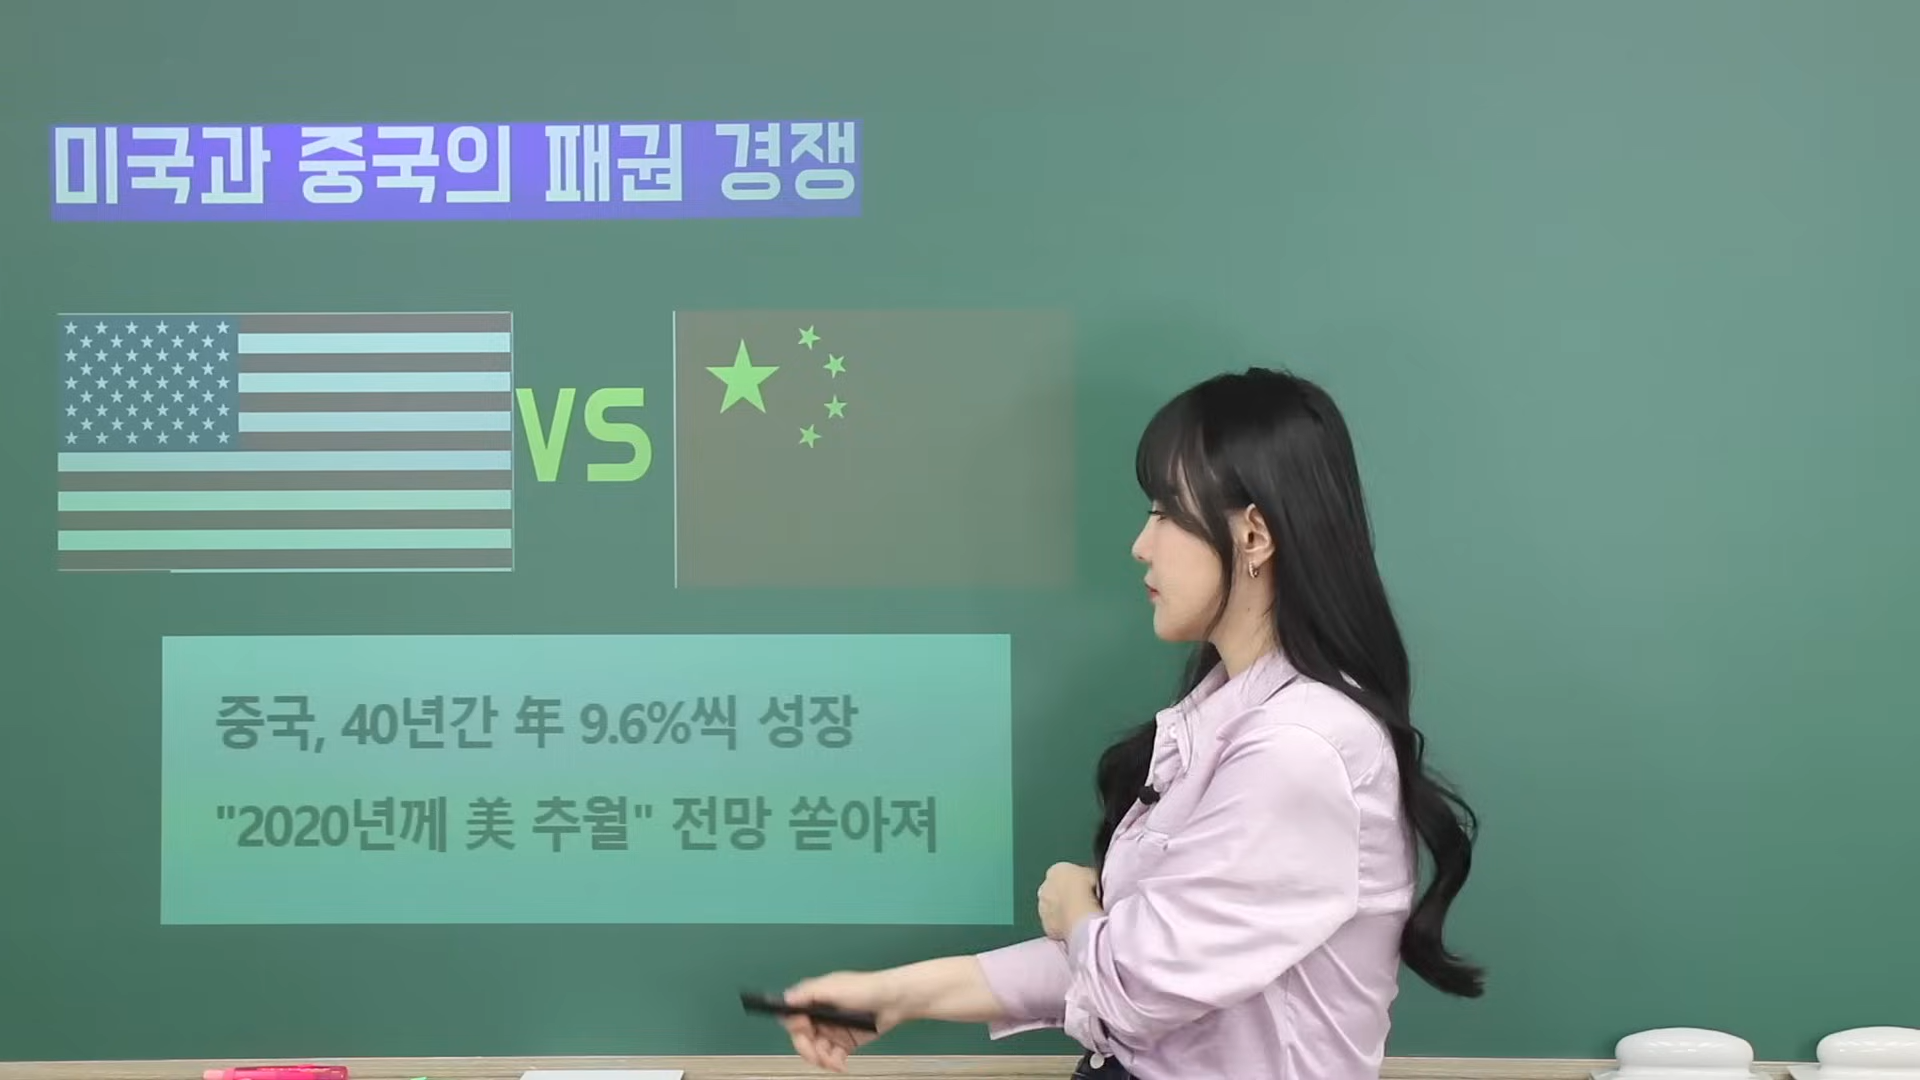 미국과 중국의 패권 경쟁
VS
중국, 40년간 年 9.6%씩 성장
"2020년께 美 추월" 전망 쏟아져